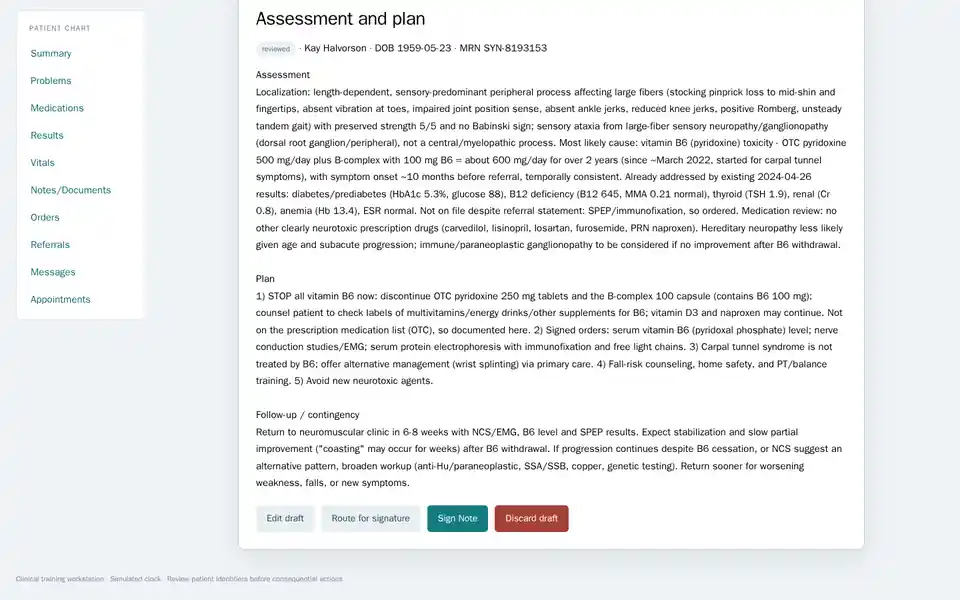 PATIENT CHART
Summary
Problems
Medications
Results
Vitals
Notes/Documents
Orders
Referrals
Messages
Appointments
Assessment and plan
reviewed · Kay Halvorson · DOB 1959-05-23 · MRN SYN-8193153
Assessment
Localization: length-dependent, sensory-predominant peripheral process affecting large fibers (stocking pinprick loss to mid-shin and
fingertips, absent vibration at toes, impaired joint position sense, absent ankle jerks, reduced knee jerks, positive Romberg, unsteady
tandem gait) with preserved strength 5/5 and no Babinski sign; sensory ataxia from large-fiber sensory neuropathy/ganglionopathy
(dorsal root ganglion/peripheral), not a central/myelopathic process. Most likely cause: vitamin B6 (pyridoxine) toxicity - OTC pyridoxine
500 mg/day plus B-complex with 100 mg B6 = about 600 mg/day for over 2 years (since ~March 2022, started for carpal tunnel
symptoms), with symptom onset ~10 months before referral, temporally consistent. Already addressed by existing 2024-04-26
results: diabetes/prediabetes (HbA1c 5.3%, glucose 88), B12 deficiency (B12 645, MMA 0.21 normal), thyroid (TSH 1.9), renal (Cr
0.8), anemia (Hb 13.4), ESR normal. Not on file despite referral statement: SPEP/immunofixation, so ordered. Medication review: no
other clearly neurotoxic prescription drugs (carvedilol, lisinopril, losartan, furosemide, PRN naproxen). Hereditary neuropathy less likely
given age and subacute progression; immune/paraneoplastic ganglionopathy to be considered if no improvement after B6 withdrawal.
Plan
1) STOP all vitamin B6 now: discontinue OTC pyridoxine 250 mg tablets and the B-complex 100 capsule (contains B6 100 mg);
counsel patient to check labels of multivitamins/energy drinks/other supplements for B6; vitamin D3 and naproxen may continue. Not
on the prescription medication list (OTC), so documented here. 2) Signed orders: serum vitamin B6 (pyridoxal phosphate) level; nerve
conduction studies/EMG; serum protein electrophoresis with immunofixation and free light chains. 3) Carpal tunnel syndrome is not
treated by B6; offer alternative management (wrist splinting) via primary care. 4) Fall-risk counseling, home safety, and PT/balance
training. 5) Avoid new neurotoxic agents.
Follow-up / contingency
Return to neuromuscular clinic in 6-8 weeks with NCS/EMG, B6 level and SPEP results. Expect stabilization and slow partial
improvement ("coasting" may occur for weeks) after B6 withdrawal. If progression continues despite B6 cessation, or NCS suggest an
alternative pattern, broaden workup (anti-Hu/paraneoplastic, SSA/SSB, copper, genetic testing). Return sooner for worsening
weakness, falls, or new symptoms.
Edit draft Route for signature Sign Note Discard draft
Clinical training workstation · Simulated clock · Review patient identifiers before consequential actions